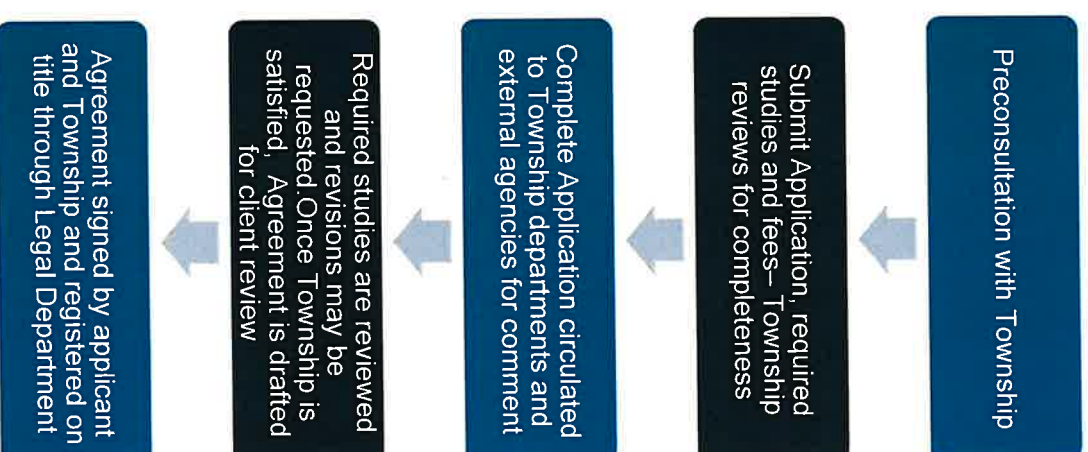 Preconsultation with Township
Submit Application, required
studies and fees– Township
reviews for completeness
Complete Application circulated
to Township departments and
external agencies for comment
Required studies are reviewed
and revisions may be
requested.Once Township is
satisfied, Agreement is drafted
for client review
Agreement signed by applicant
and Township and registered on
title through Legal Department